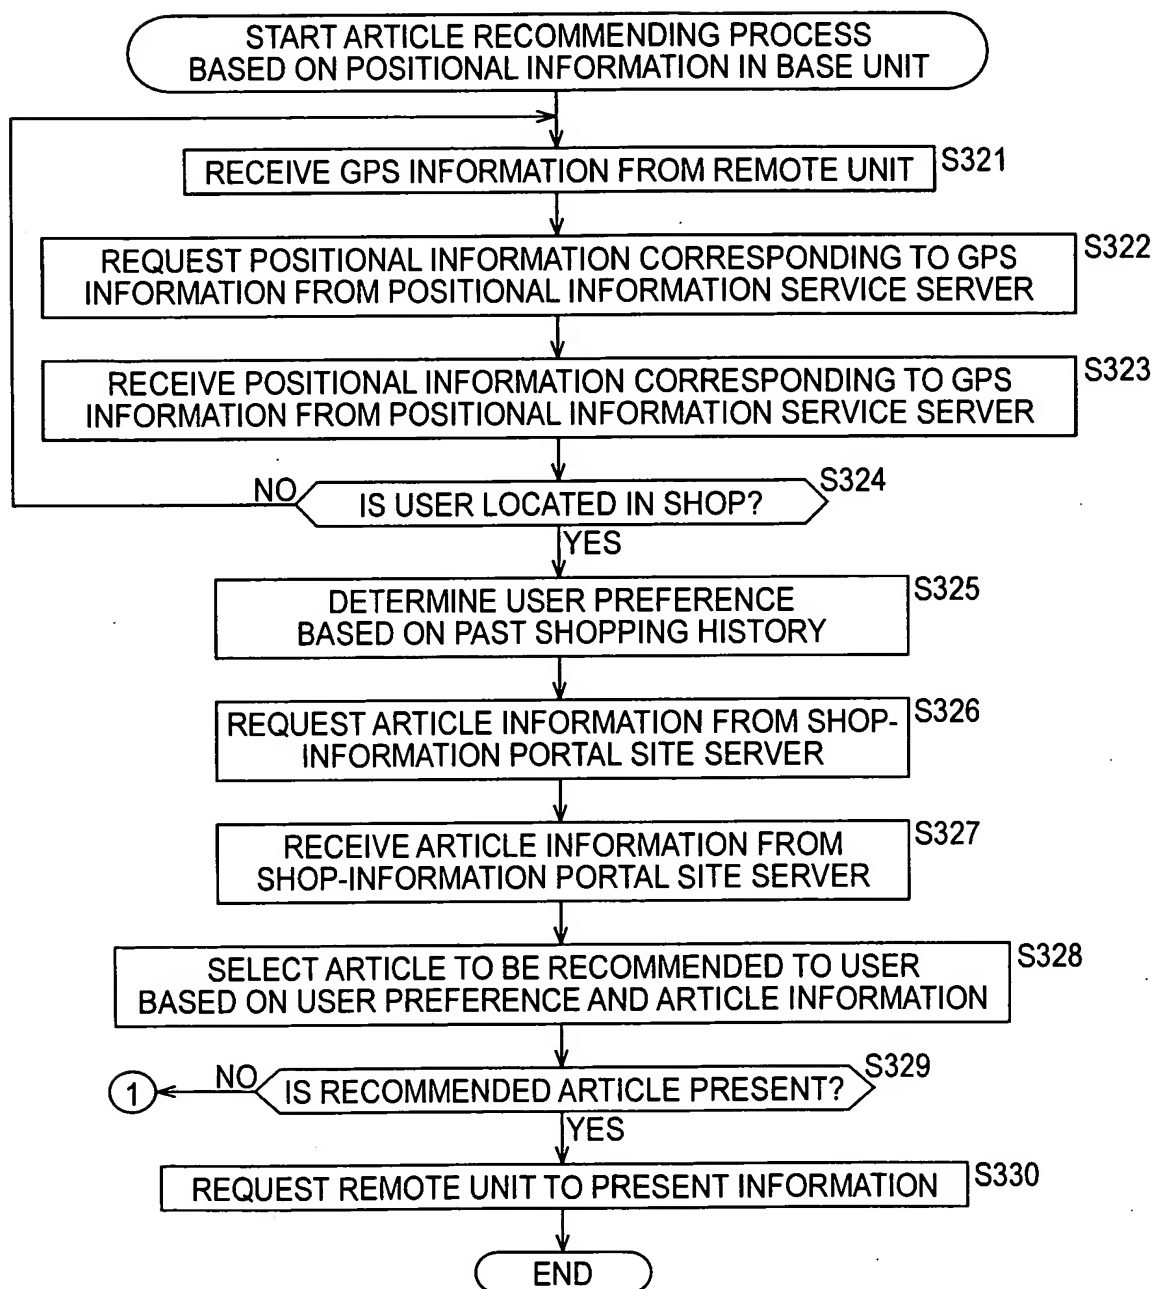 START ARTICLE RECOMMENDING PROCESS
BASED ON POSITIONAL INFORMATION IN BASE UNIT
RECEIVE GPS INFORMATION FROM REMOTE UNIT
S321
REQUEST POSITIONAL INFORMATION CORRESPONDING TO GPS
INFORMATION FROM POSITIONAL INFORMATION SERVICE SERVER
S322
RECEIVE POSITIONAL INFORMATION CORRESPONDING TO GPS
INFORMATION FROM POSITIONAL INFORMATION SERVICE SERVER
S323
NO
IS USER LOCATED IN SHOP?
S324
YES
DETERMINE USER PREFERENCE
BASED ON PAST SHOPPING HISTORY
S325
REQUEST ARTICLE INFORMATION FROM SHOP-
INFORMATION PORTAL SITE SERVER
S326
RECEIVE ARTICLE INFORMATION FROM
SHOP-INFORMATION PORTAL SITE SERVER
S327
SELECT ARTICLE TO BE RECOMMENDED TO USER
BASED ON USER PREFERENCE AND ARTICLE INFORMATION
S328
1
NO
IS RECOMMENDED ARTICLE PRESENT?
S329
YES
REQUEST REMOTE UNIT TO PRESENT INFORMATION
S330
END